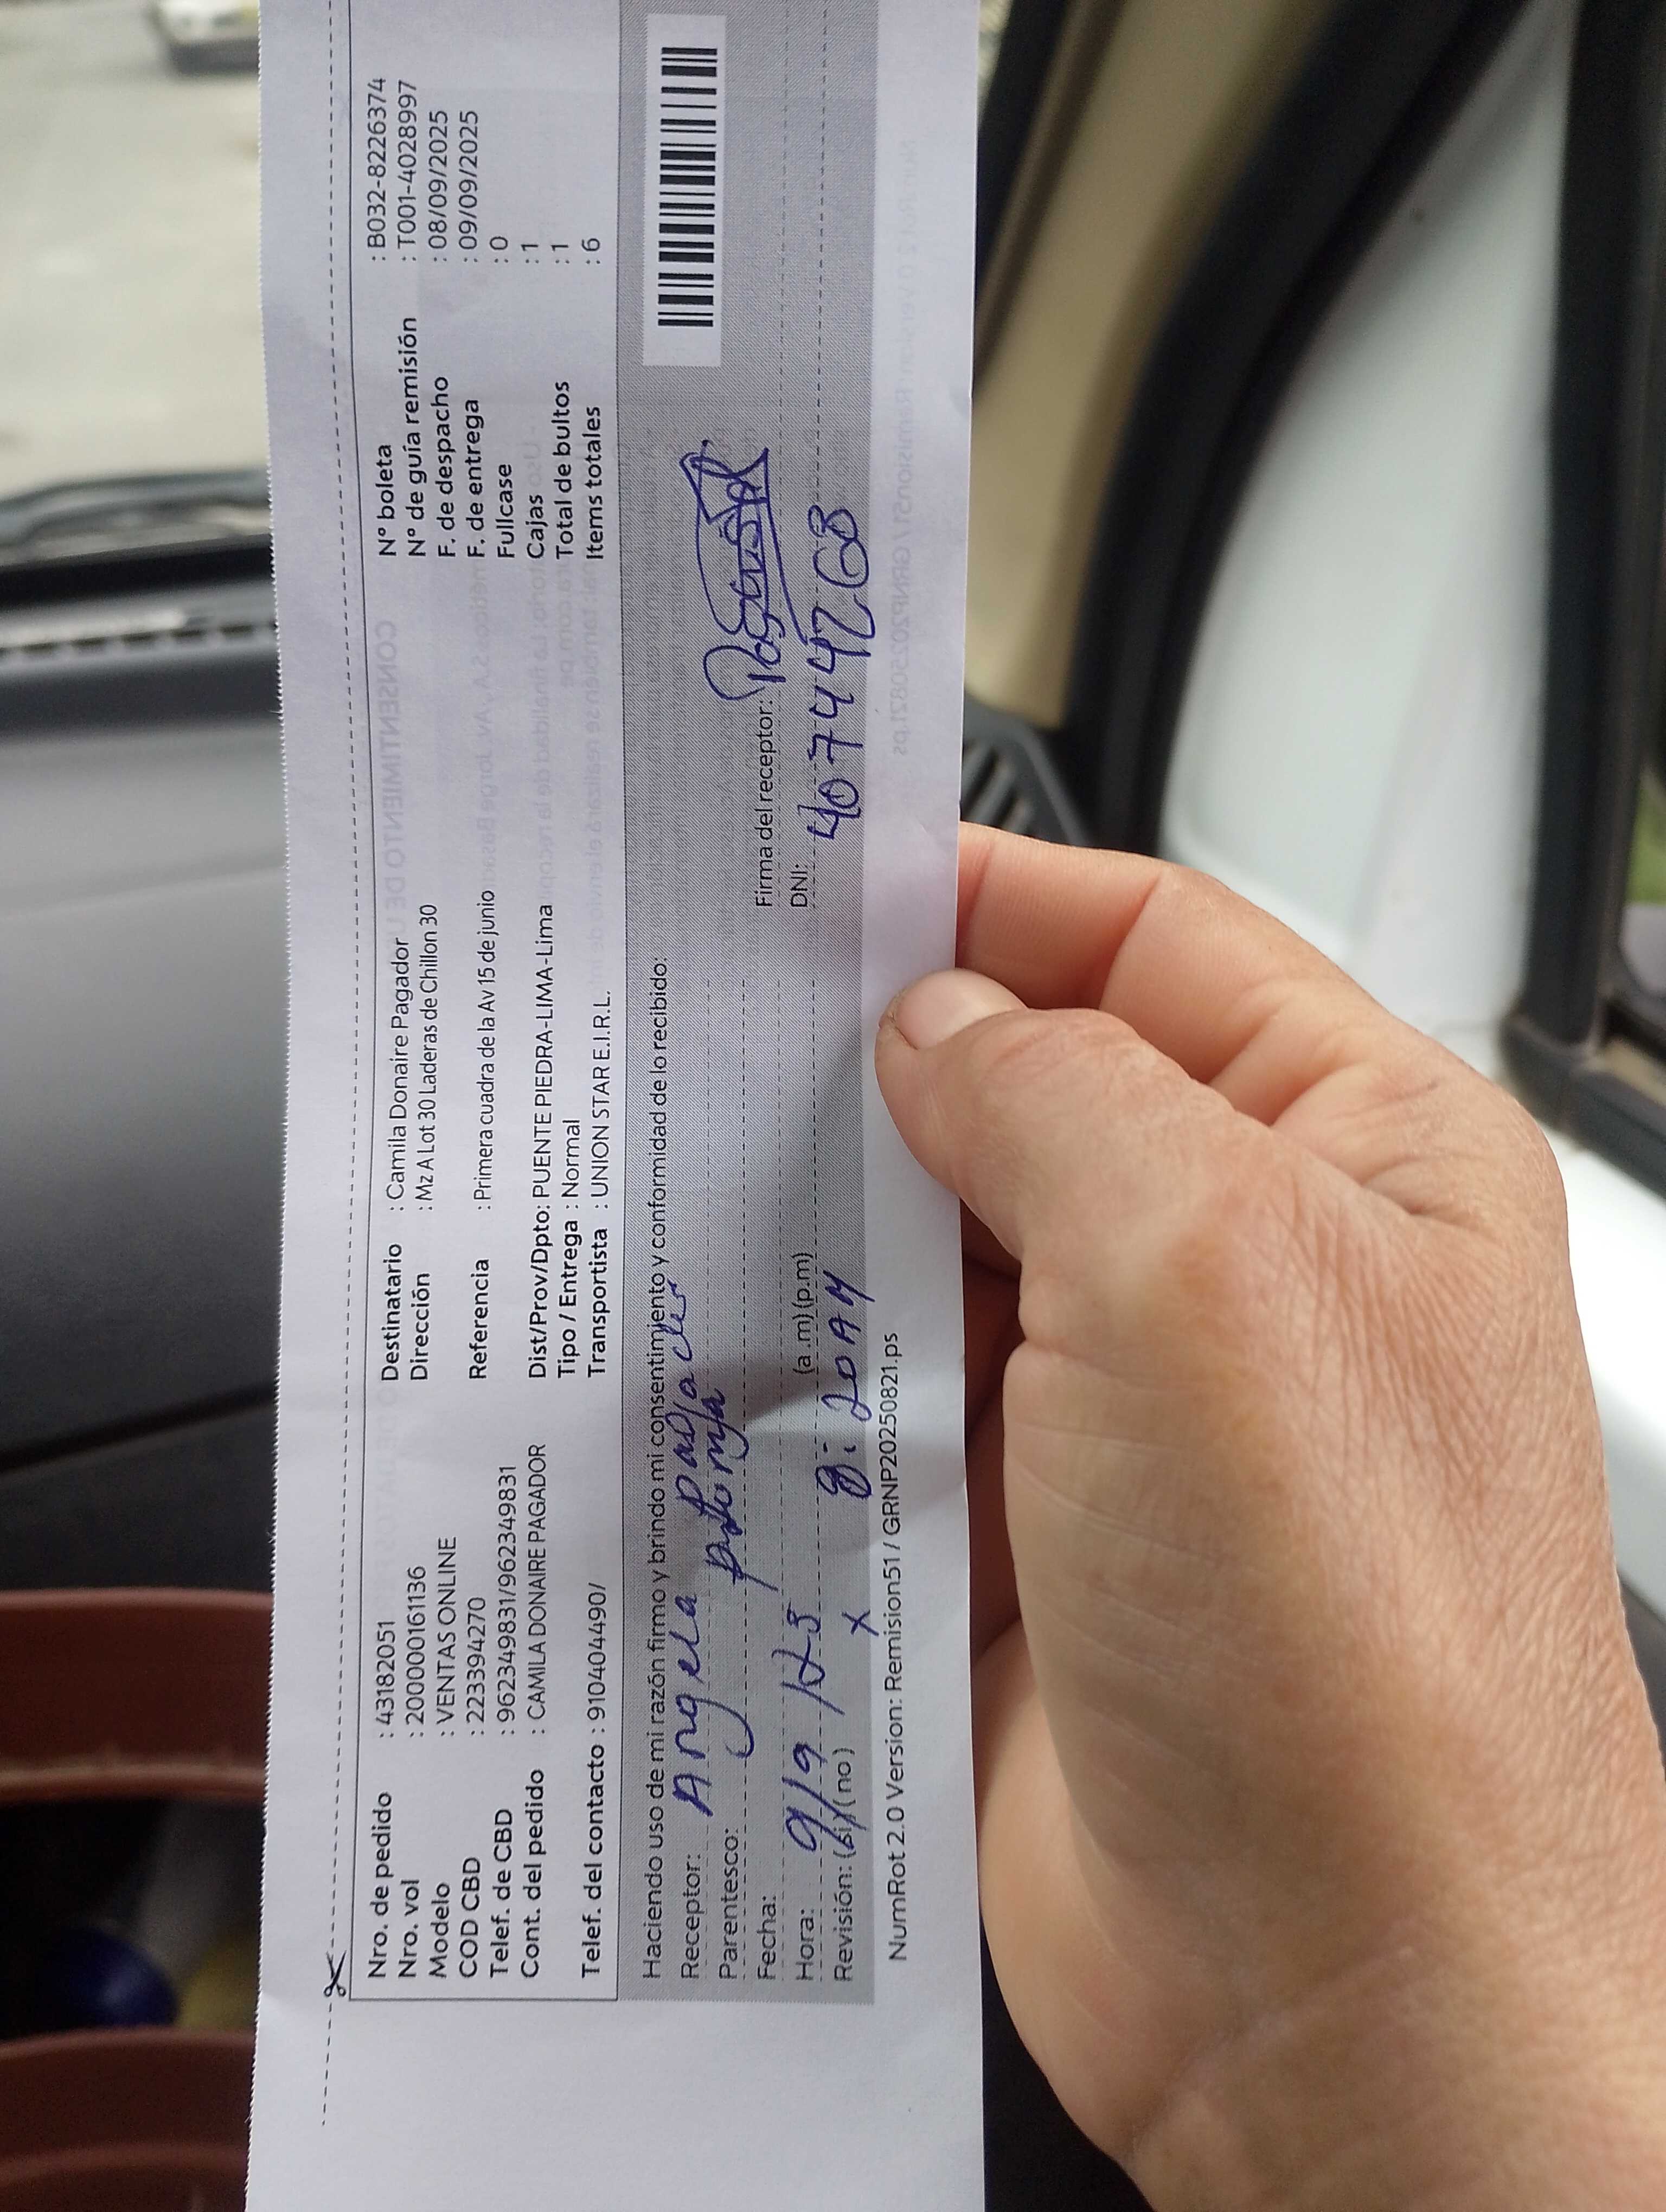 Nro. de pedido : 43182051
Nro. vol : 2000000161136
Modelo : VENTAS ONLINE
COD CBD : 223394270
Telef. de CBD : 962349831/962349831
Cont. del pedido : CAMILA DONAIRE PAGADOR
Telef. del contacto : 910404490/
Destinatario : Camila Donaire Pagador
Dirección : Mz A Lot 30 Laderas de Chillon 30
Referencia : Primera cuadra de la Av 15 de junio
Dist/Prov/Dpto: PUENTE PIEDRA-LIMA-Lima
Tipo / Entrega : Normal
Transportista : UNION STAR E.I.R.L.
N° boleta : B032-8226374
N° de guía remisión : T001-4028997
F. de despacho : 08/09/2025
F. de entrega : 09/09/2025
Fullcase : 0
Cajas : 1
Total de bultos : 1
Items totales : 6
Haciendo uso de mi razón firmo y brindo mi consentimiento y conformidad de lo recibido:
Receptor: Angela
Parentesco:
Fecha: 9/9/25
Hora: 8:20 AM (a.m)(p.m)
Revisión: (si)(no) X
Firma del receptor:
DNI: 40744268
NumRot 2.0 Version: Remision51 / GRNP20250821.ps